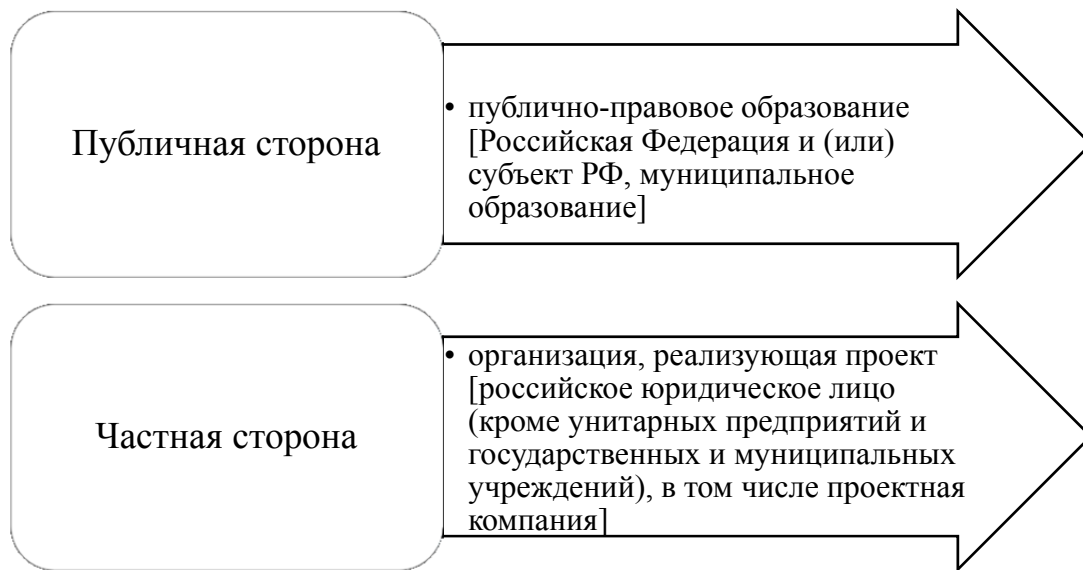 Публичная сторона
• публично-правовое образование
[Российская Федерация и (или)
субъект РФ, муниципальное
образование]
Частная сторона
• организация, реализующая проект
[российское юридическое лицо
(кроме унитарных предприятий и
государственных и муниципальных
учреждений), в том числе проектная
компания]